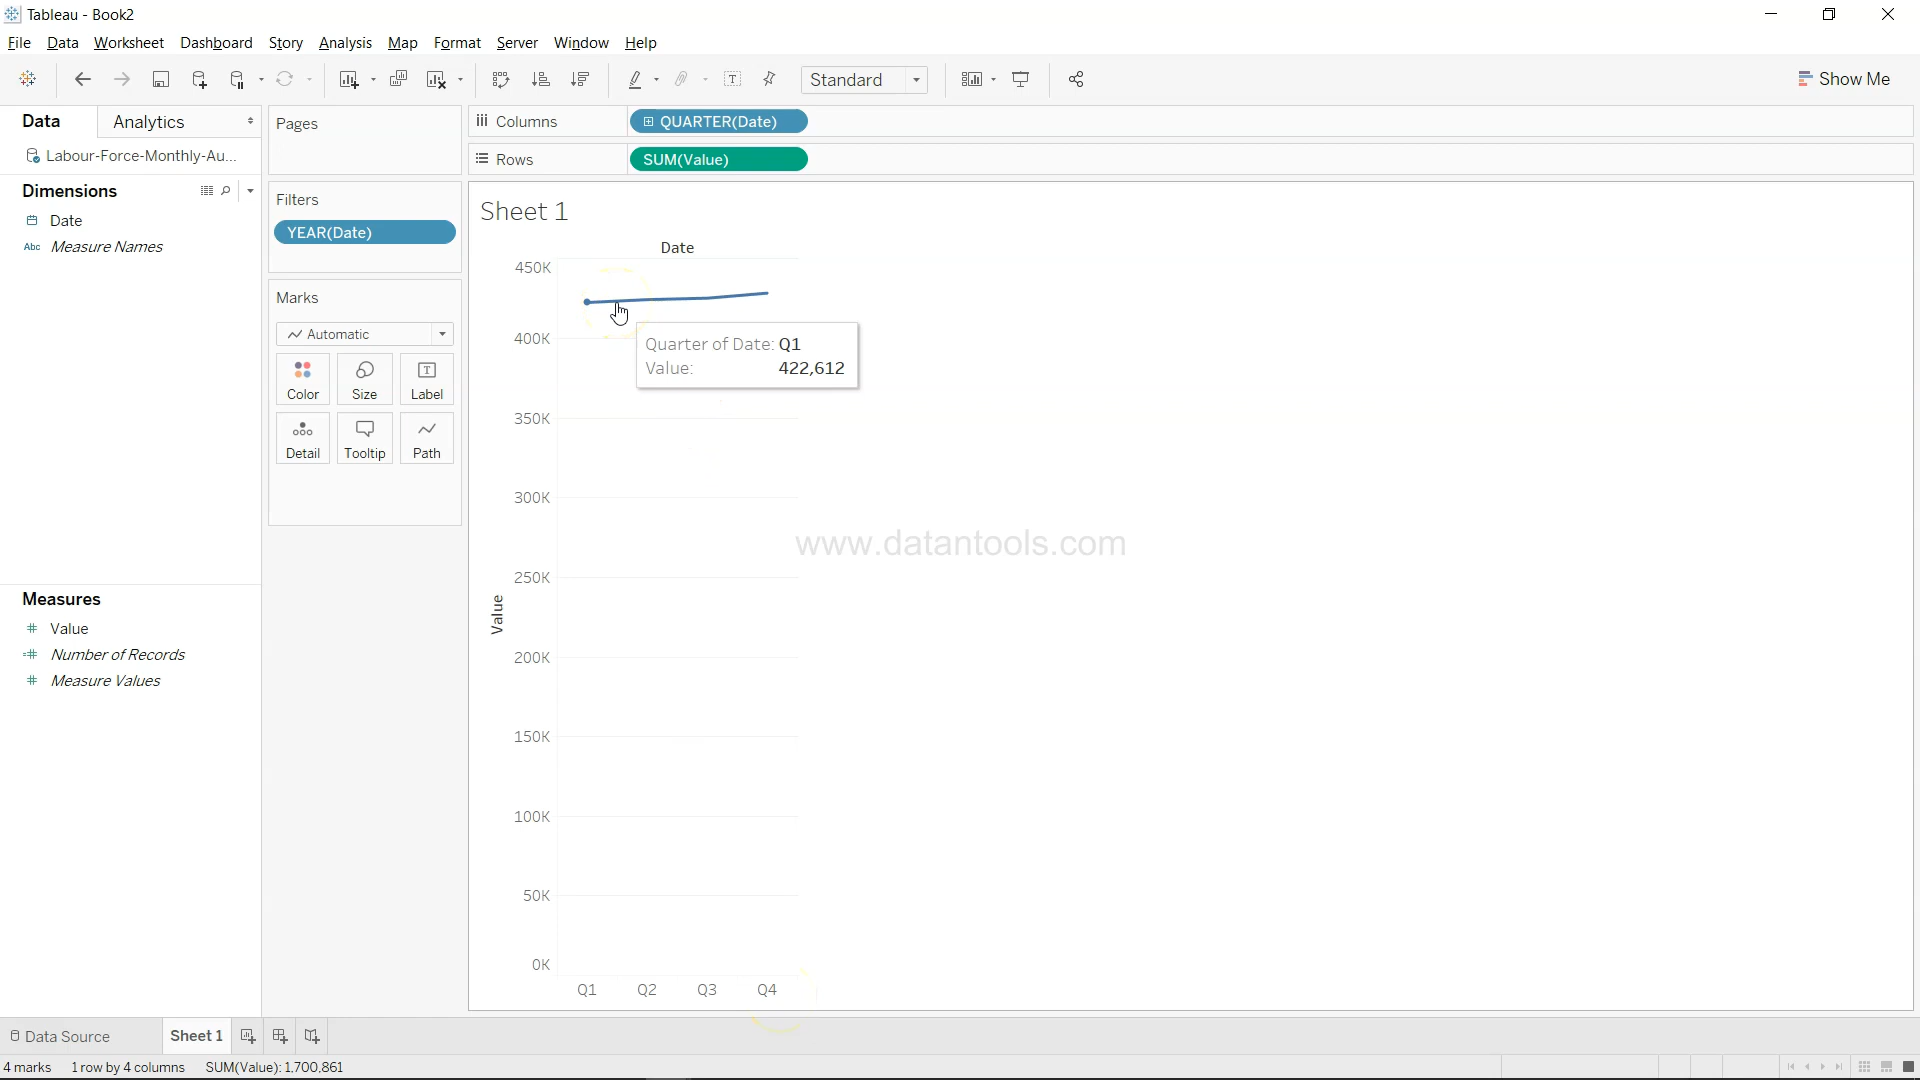 Tableau - Book2
File Data Worksheet Dashboard Story Analysis Map Format Server Window Help
Standard
Show Me
Data Analytics
Labour-Force-Monthly-Au...
Dimensions
Date
Abc Measure Names
Measures
Value
Number of Records
Measure Values
Pages
Filters
YEAR(Date)
Marks
Automatic
Color Size Label
Detail Tooltip Path
Columns QUARTER(Date)
Rows SUM(Value)
Sheet 1
Date
450K
400K
350K
300K
250K
200K
150K
100K
50K
0K
Value
Q1 Q2 Q3 Q4
Quarter of Date: Q1
Value: 422,612
www.datantools.com
Data Source Sheet 1
4 marks 1 row by 4 columns SUM(Value): 1,700,861